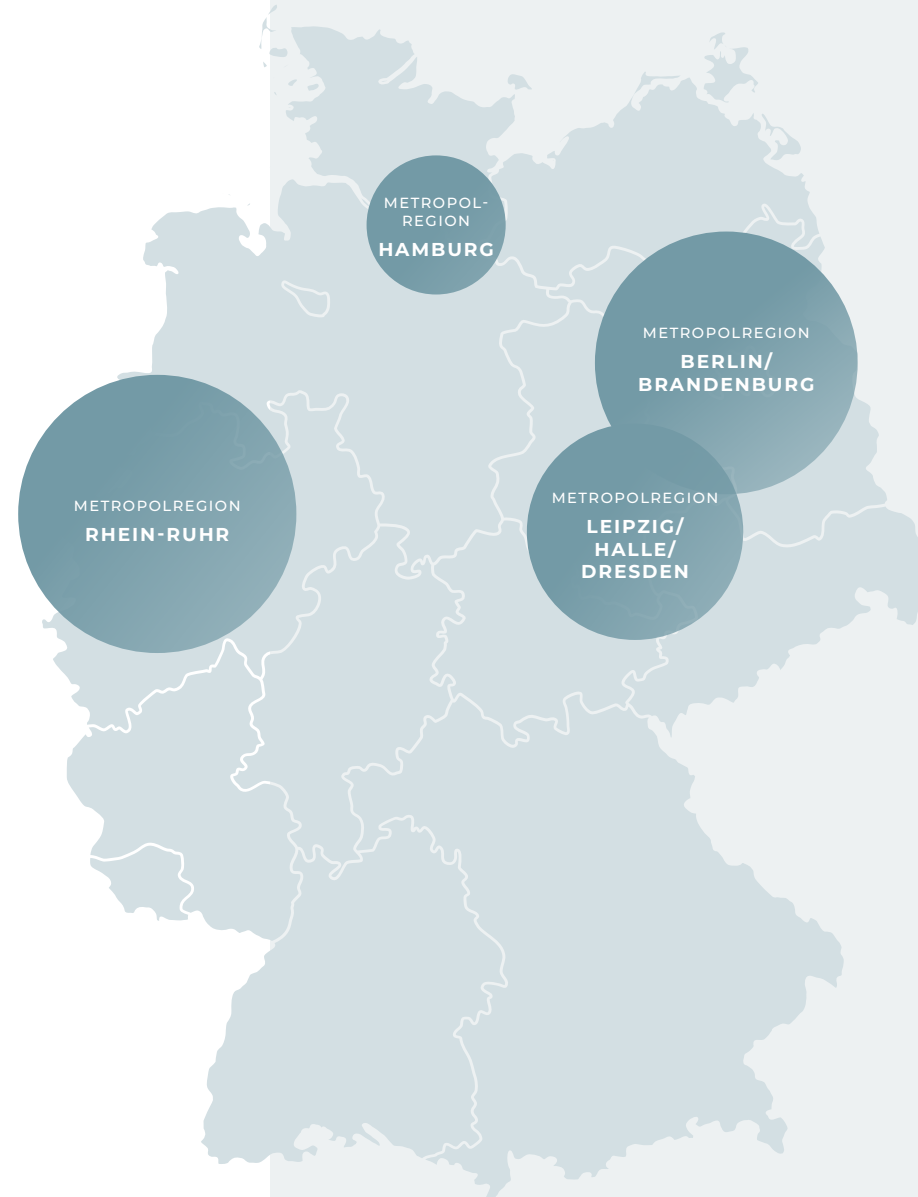 METROPOL-
REGION
HAMBURG
METROPOLREGION
BERLIN/
BRANDENBURG
METROPOLREGION
LEIPZIG/
HALLE/
DRESDEN
METROPOLREGION
RHEIN-RUHR